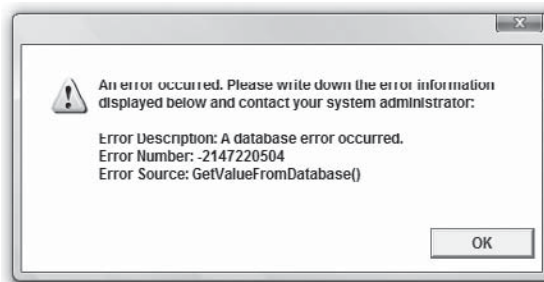 An error occurred. Please write down the error information
displayed below and contact your system administrator:
Error Description: A database error occurred.
Error Number: -2147220504
Error Source: GetValueFromDatabase()
OK